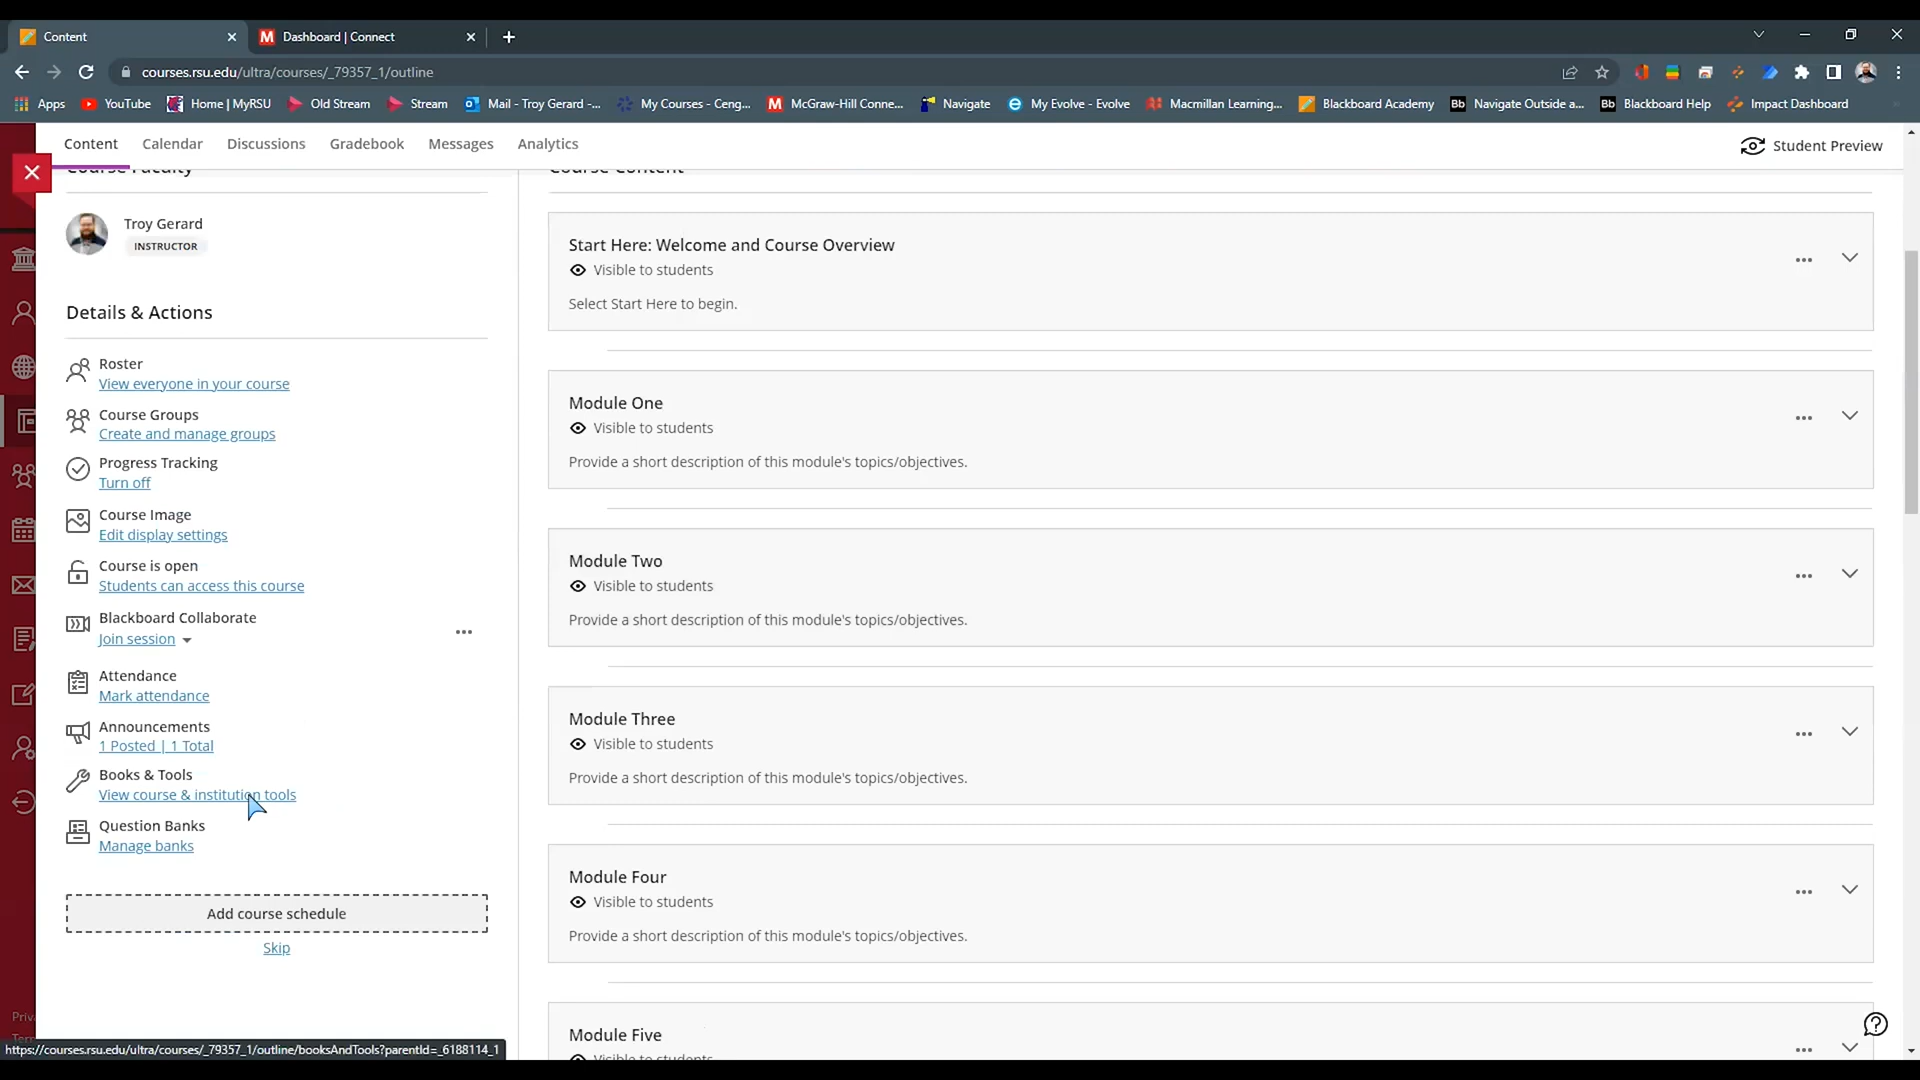 Content
Dashboard | Connect
courses.rsu.edu/ultra/courses/_79357_1/outline
Apps
YouTube
Home | MyRSU
Old Stream
Stream
Mail - Troy Gerard -...
My Courses - Ceng...
McGraw-Hill Conne...
Navigate
My Evolve - Evolve
Macmillan Learning...
Blackboard Academy
Bb
Navigate Outside a...
Bb
Blackboard Help
Impact Dashboard
Content
Calendar
Discussions
Gradebook
Messages
Analytics
Student Preview
Course Faculty
Troy Gerard
INSTRUCTOR
Details & Actions
Roster
View everyone in your course
Course Groups
Create and manage groups
Progress Tracking
Turn off
Course Image
Edit display settings
Course is open
Students can access this course
Blackboard Collaborate
Join session
Attendance
Mark attendance
Announcements
1 Posted | 1 Total
Books & Tools
View course & institution tools
Question Banks
Manage banks
Add course schedule
Skip
Course Content
Start Here: Welcome and Course Overview
Visible to students
Select Start Here to begin.
Module One
Visible to students
Provide a short description of this module's topics/objectives.
Module Two
Visible to students
Provide a short description of this module's topics/objectives.
Module Three
Visible to students
Provide a short description of this module's topics/objectives.
Module Four
Visible to students
Provide a short description of this module's topics/objectives.
Module Five
Visible to students
https://courses.rsu.edu/ultra/courses/_79357_1/outline/booksAndTools?parentId=_6188114_1